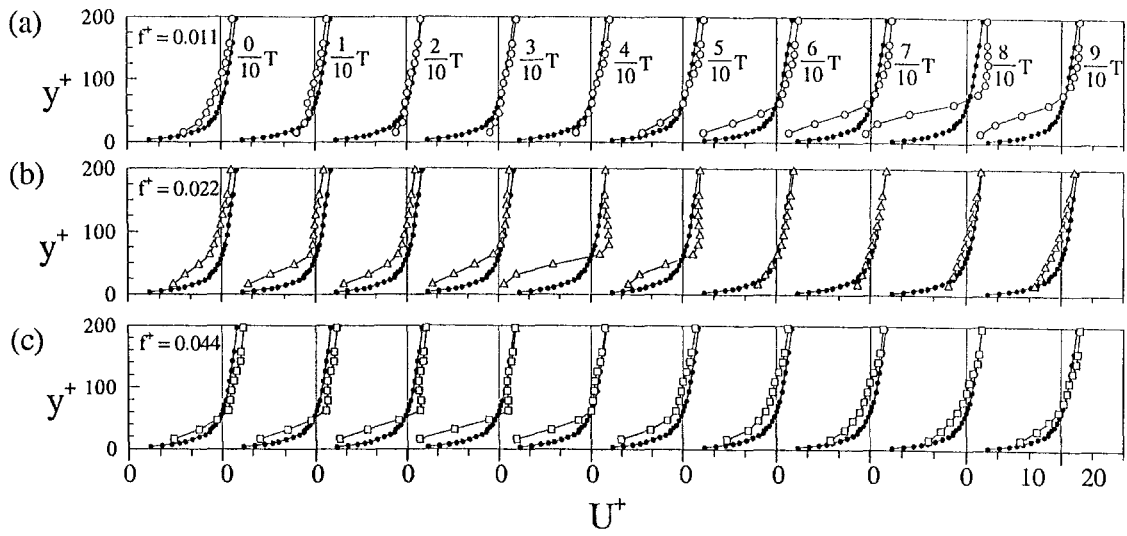 (a)
200
100
0
y⁺
f⁺ = 0.011
0/10 T
1/10 T
2/10 T
3/10 T
4/10 T
5/10 T
6/10 T
7/10 T
8/10 T
9/10 T
(b)
200
100
0
y⁺
f⁺ = 0.022
(c)
200
100
0
y⁺
f⁺ = 0.044
0 0 0 0 0 0 0 0 0 0 10 20
U⁺